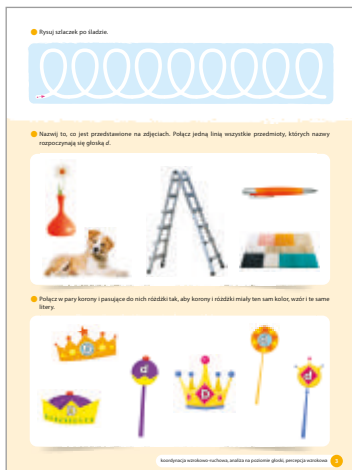 Rysuj szlaczek po śladzie.
Nazwij to, co jest przedstawione na zdjęciach. Połącz jedną linią wszystkie przedmioty, których nazwy
rozpoczynają się głoską d.
Połącz w pary korony i pasujące do nich różdżki tak, aby korony i różdżki miały ten sam kolor, wzór i te same
litery.
d
D
d
koordynacja wzrokowo-ruchowa, analiza na poziomie głoski, percepcja wzrokowa